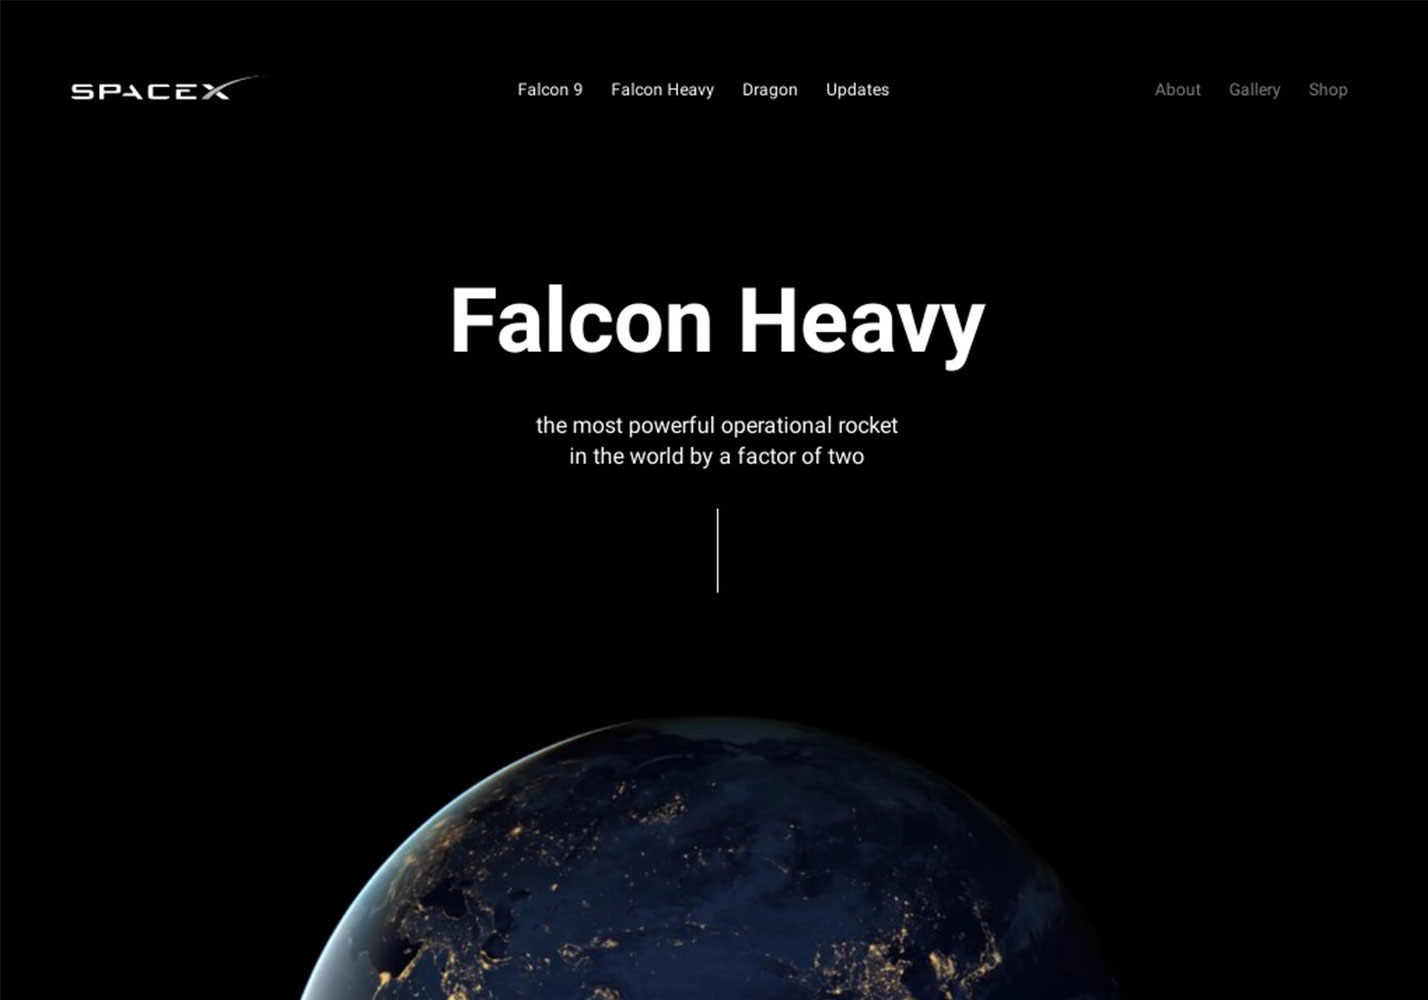 SPACEX
Falcon 9 Falcon Heavy Dragon Updates
About Gallery Shop
Falcon Heavy
the most powerful operational rocket
in the world by a factor of two